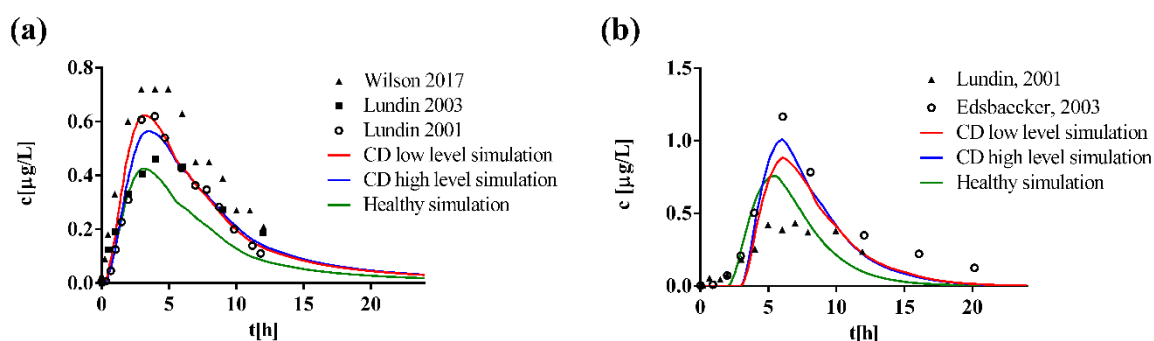 (a)
0.8
0.6
0.4
0.2
0.0
c[µg/L]
0
5
10
15
20
t[h]
Wilson 2017
Lundin 2003
Lundin 2001
CD low level simulation
CD high level simulation
Healthy simulation
(b)
1.5
1.0
0.5
0.0
c [µg/L]
0
5
10
15
20
t[h]
Lundin, 2001
Edsbaecker, 2003
CD low level simulation
CD high level simulation
Healthy simulation